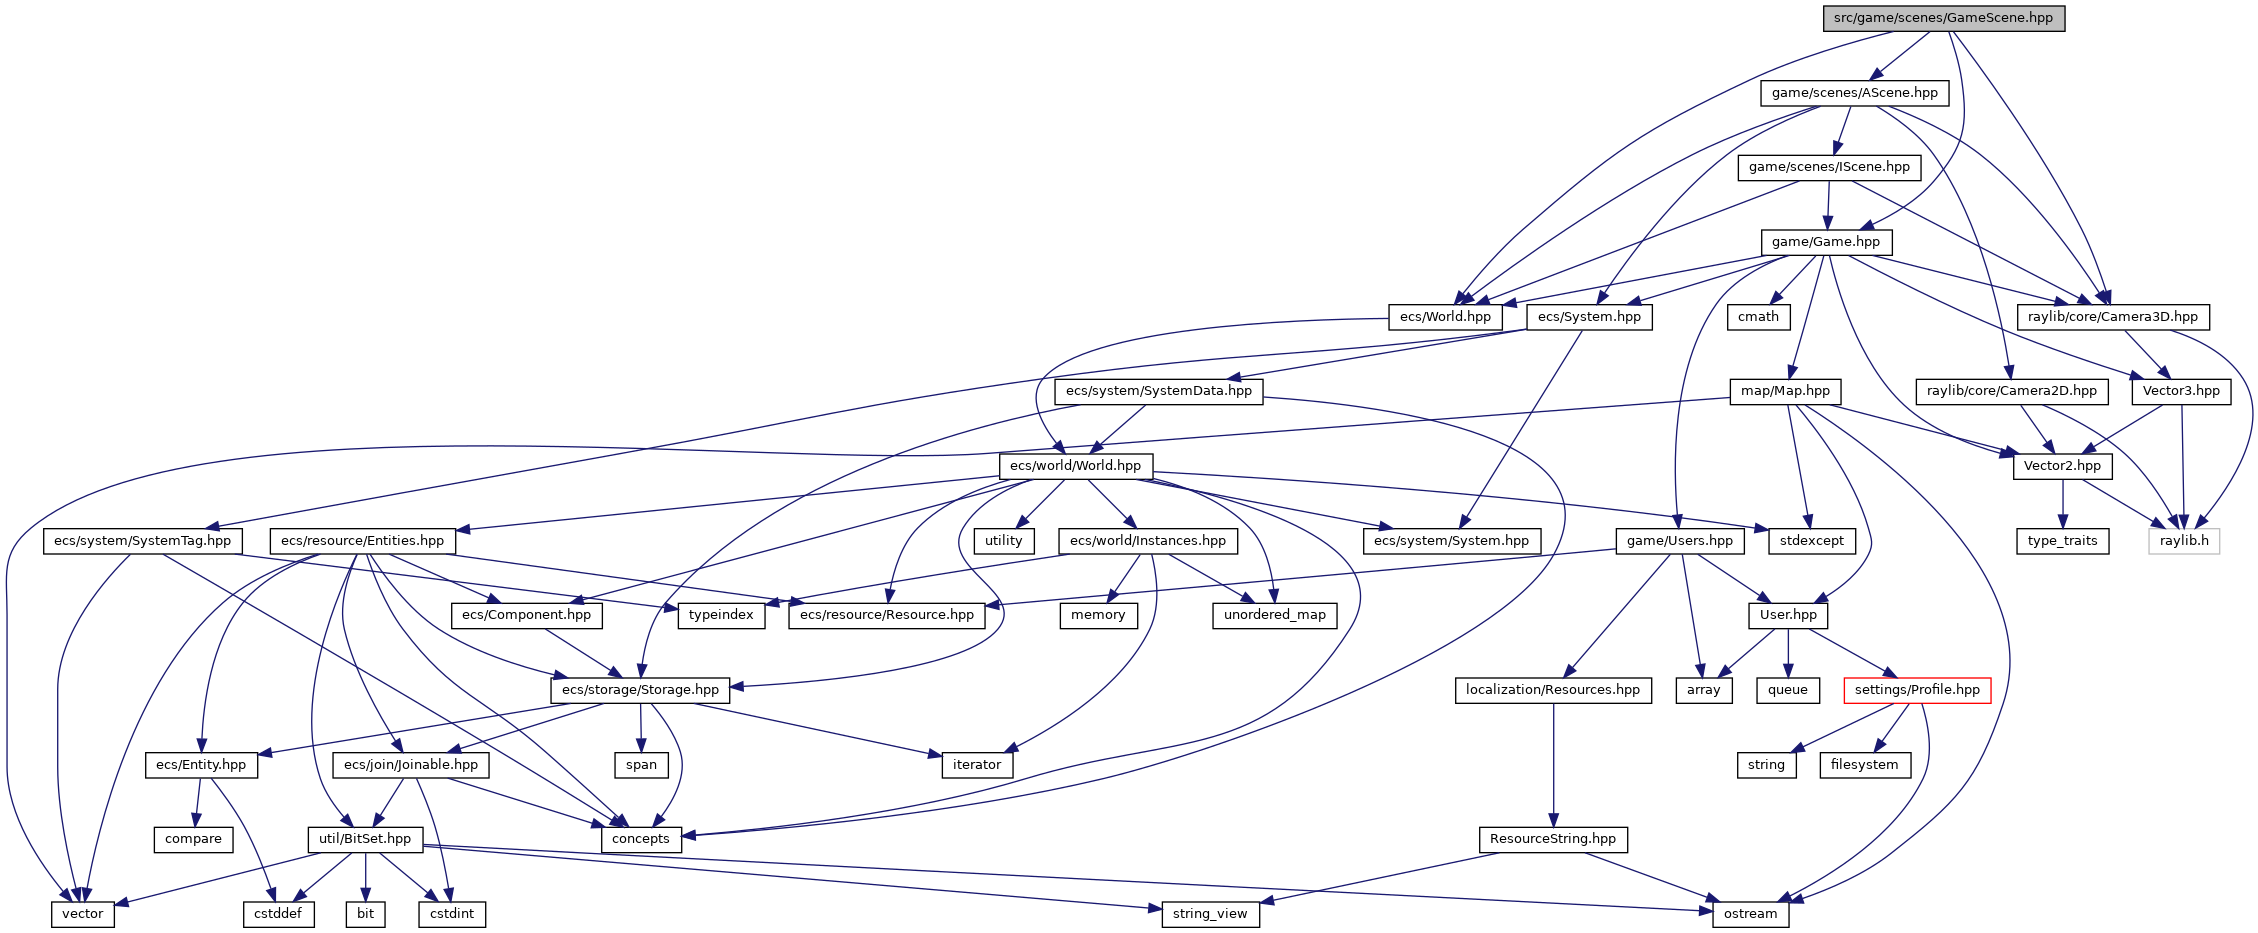 src/game/scenes/GameScene.hpp
game/scenes/AScene.hpp
game/scenes/IScene.hpp
game/Game.hpp
ecs/World.hpp
ecs/System.hpp
cmath
raylib/core/Camera3D.hpp
ecs/system/SystemData.hpp
map/Map.hpp
raylib/core/Camera2D.hpp
Vector3.hpp
ecs/world/World.hpp
Vector2.hpp
ecs/system/SystemTag.hpp
ecs/resource/Entities.hpp
utility
ecs/world/Instances.hpp
ecs/system/System.hpp
game/Users.hpp
stdexcept
type_traits
raylib.h
ecs/Component.hpp
typeindex
ecs/resource/Resource.hpp
memory
unordered_map
User.hpp
ecs/storage/Storage.hpp
localization/Resources.hpp
array
queue
settings/Profile.hpp
ecs/Entity.hpp
ecs/join/Joinable.hpp
span
iterator
string
filesystem
compare
util/BitSet.hpp
concepts
ResourceString.hpp
vector
cstddef
bit
cstdint
string_view
ostream